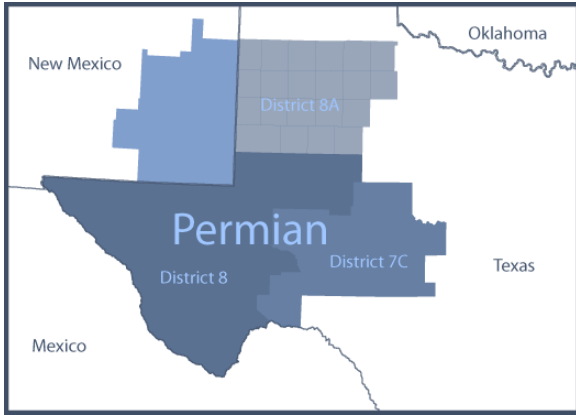 Oklahoma
New Mexico
District 8A
Permian
District 7C
Texas
District 8
Mexico